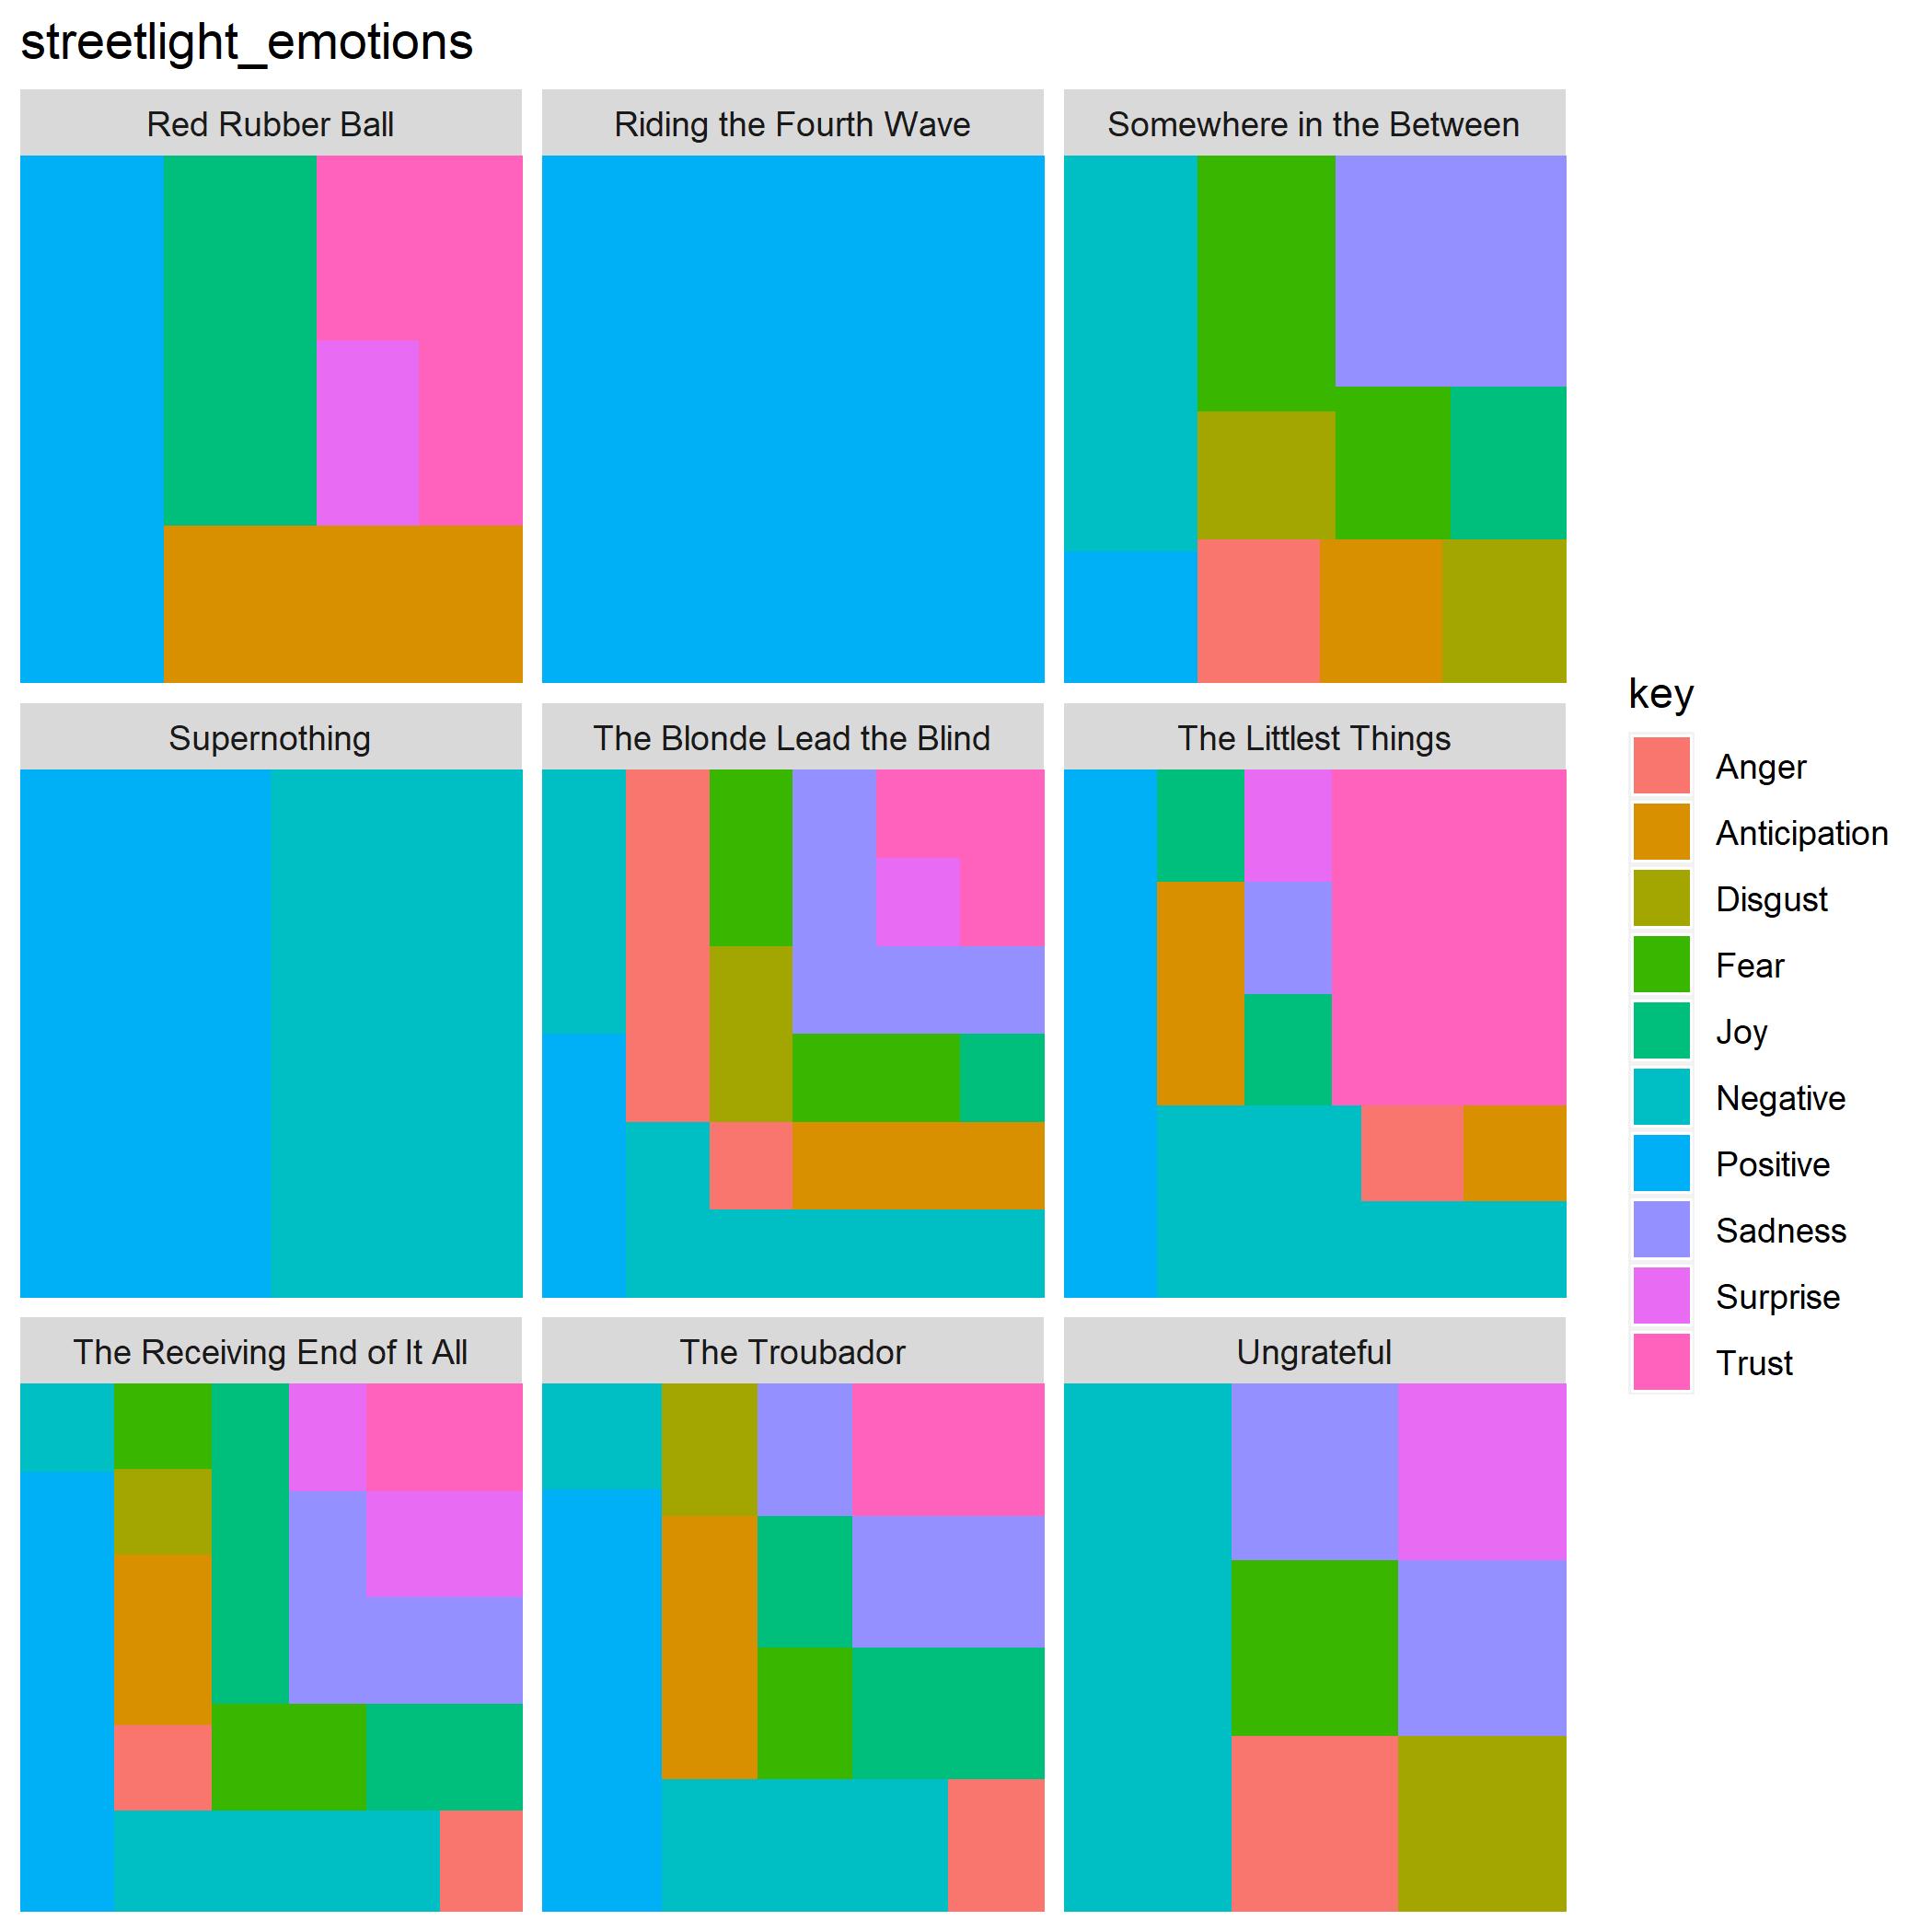 streetlight_emotions
Red Rubber Ball
Riding the Fourth Wave
Somewhere in the Between
Supernothing
The Blonde Lead the Blind
The Littlest Things
The Receiving End of It All
The Troubador
Ungrateful
key
Anger
Anticipation
Disgust
Fear
Joy
Negative
Positive
Sadness
Surprise
Trust